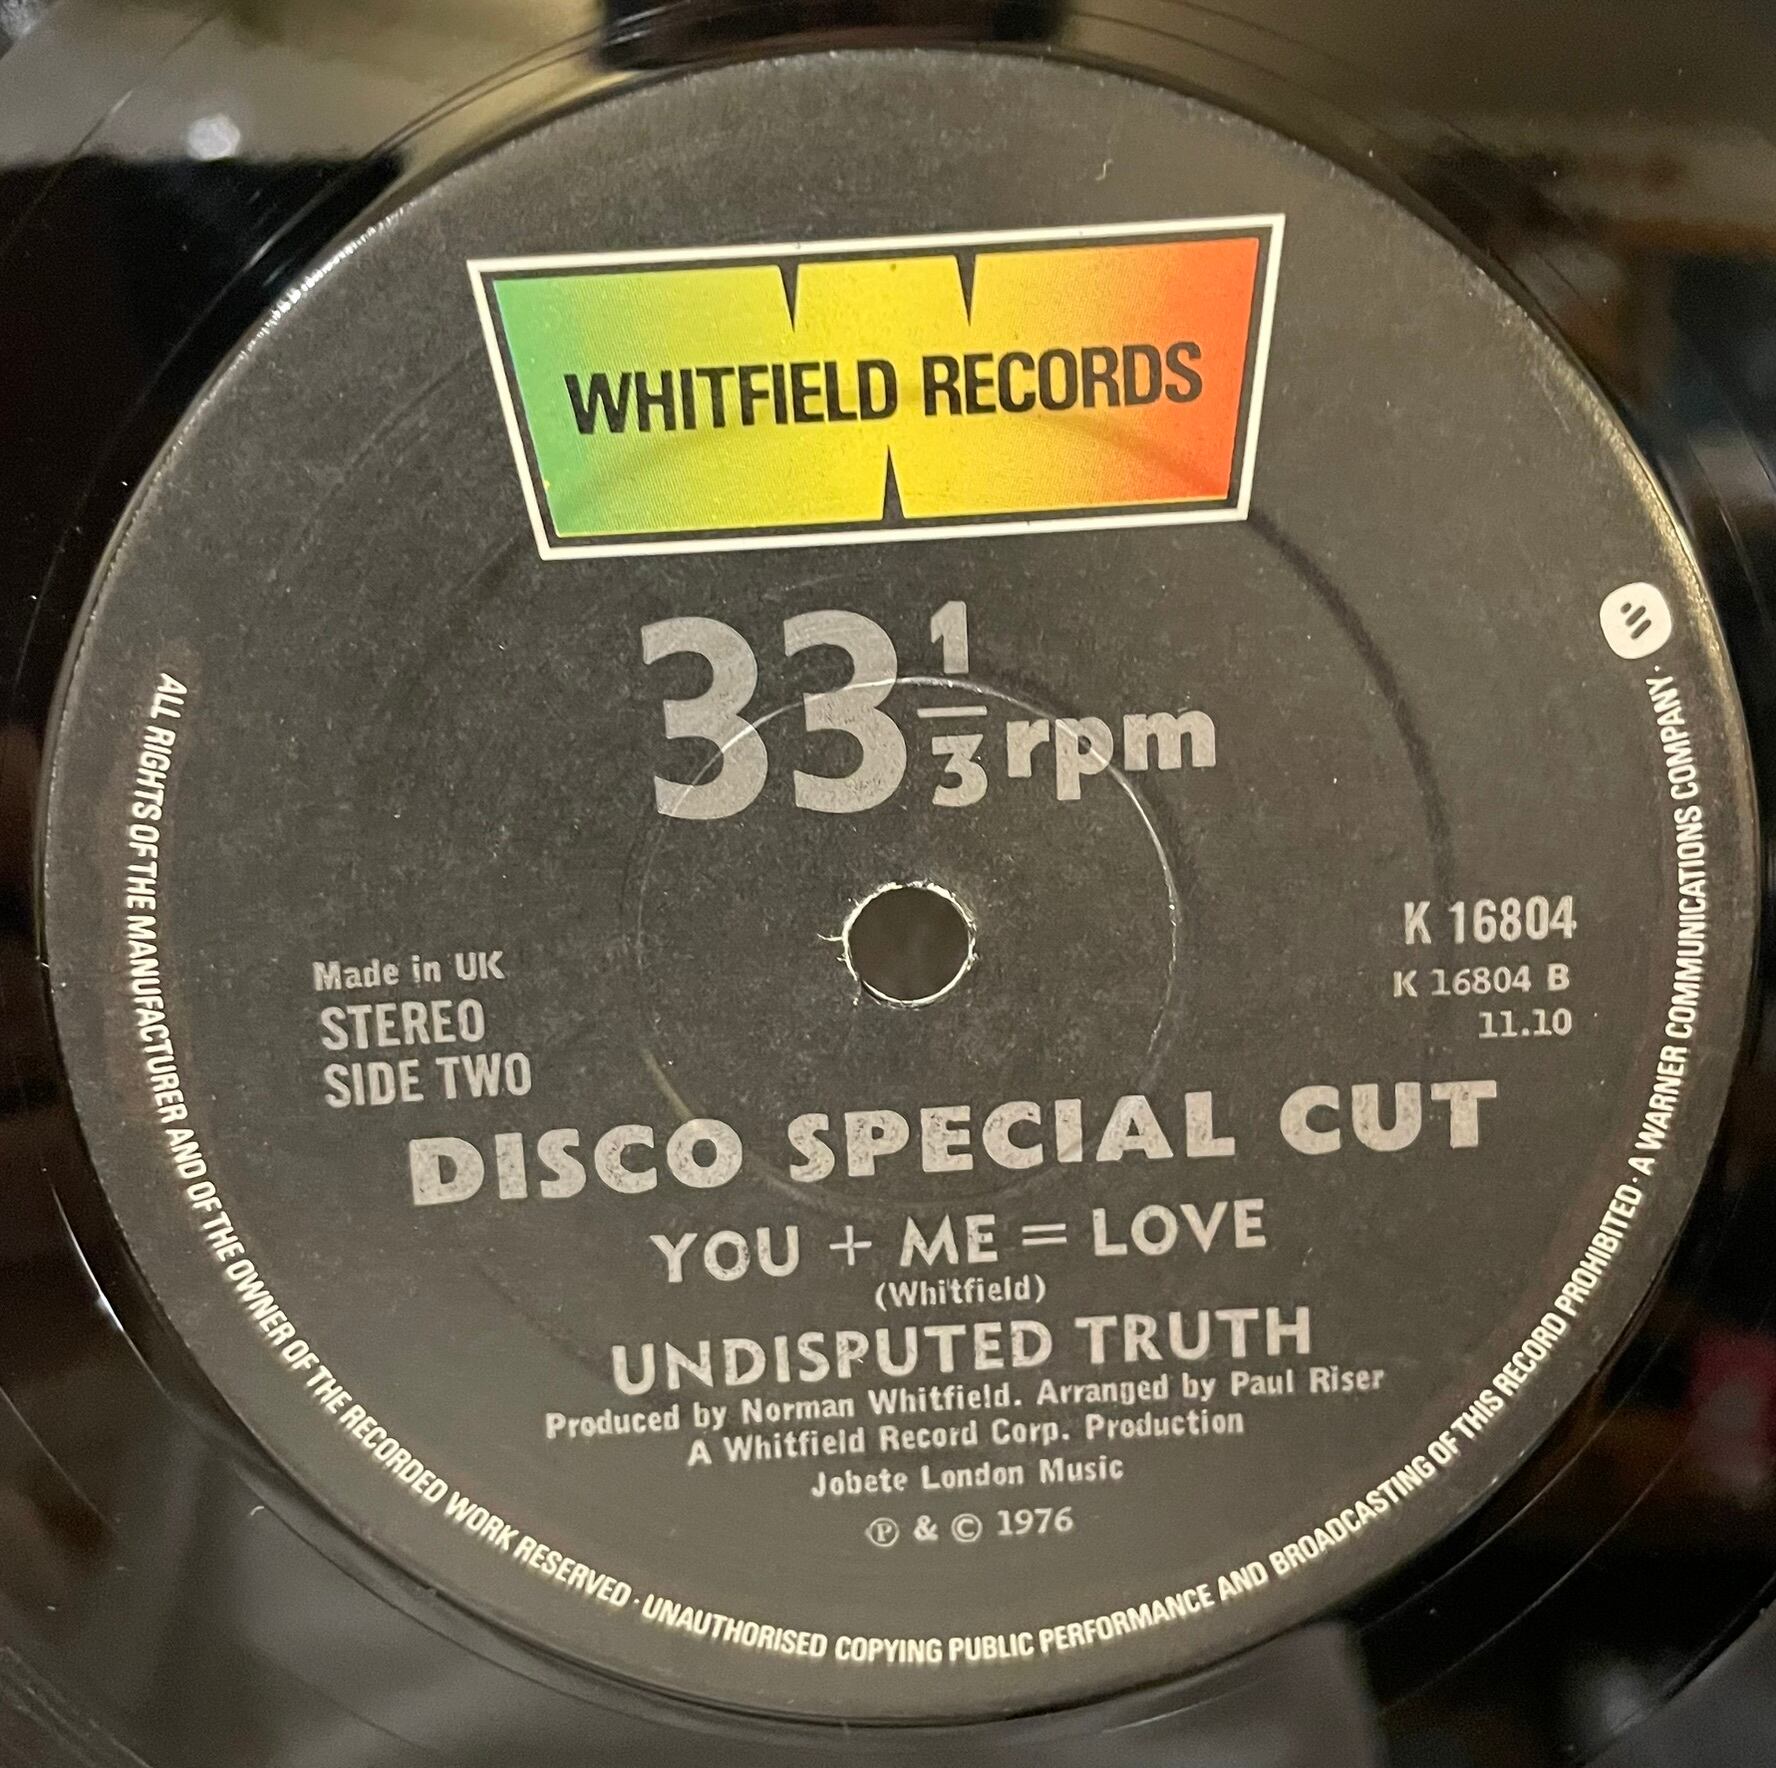 WHITFIELD RECORDS
33 1/3 rpm
Made in UK
STEREO
SIDE TWO
K 16804
K 16804 B
11.10
DISCO SPECIAL CUT
YOU + ME = LOVE
(Whitfield)
UNDISPUTED TRUTH
Produced by Norman Whitfield. Arranged by Paul Riser
A Whitfield Record Corp. Production
Jobete London Music
Ⓟ & © 1976
ALL RIGHTS OF THE MANUFACTURER AND OF THE OWNER OF THE RECORDED WORK RESERVED · UNAUTHORISED COPYING PUBLIC PERFORMANCE AND BROADCASTING OF THIS RECORD PROHIBITED · A WARNER COMMUNICATIONS COMPANY ·